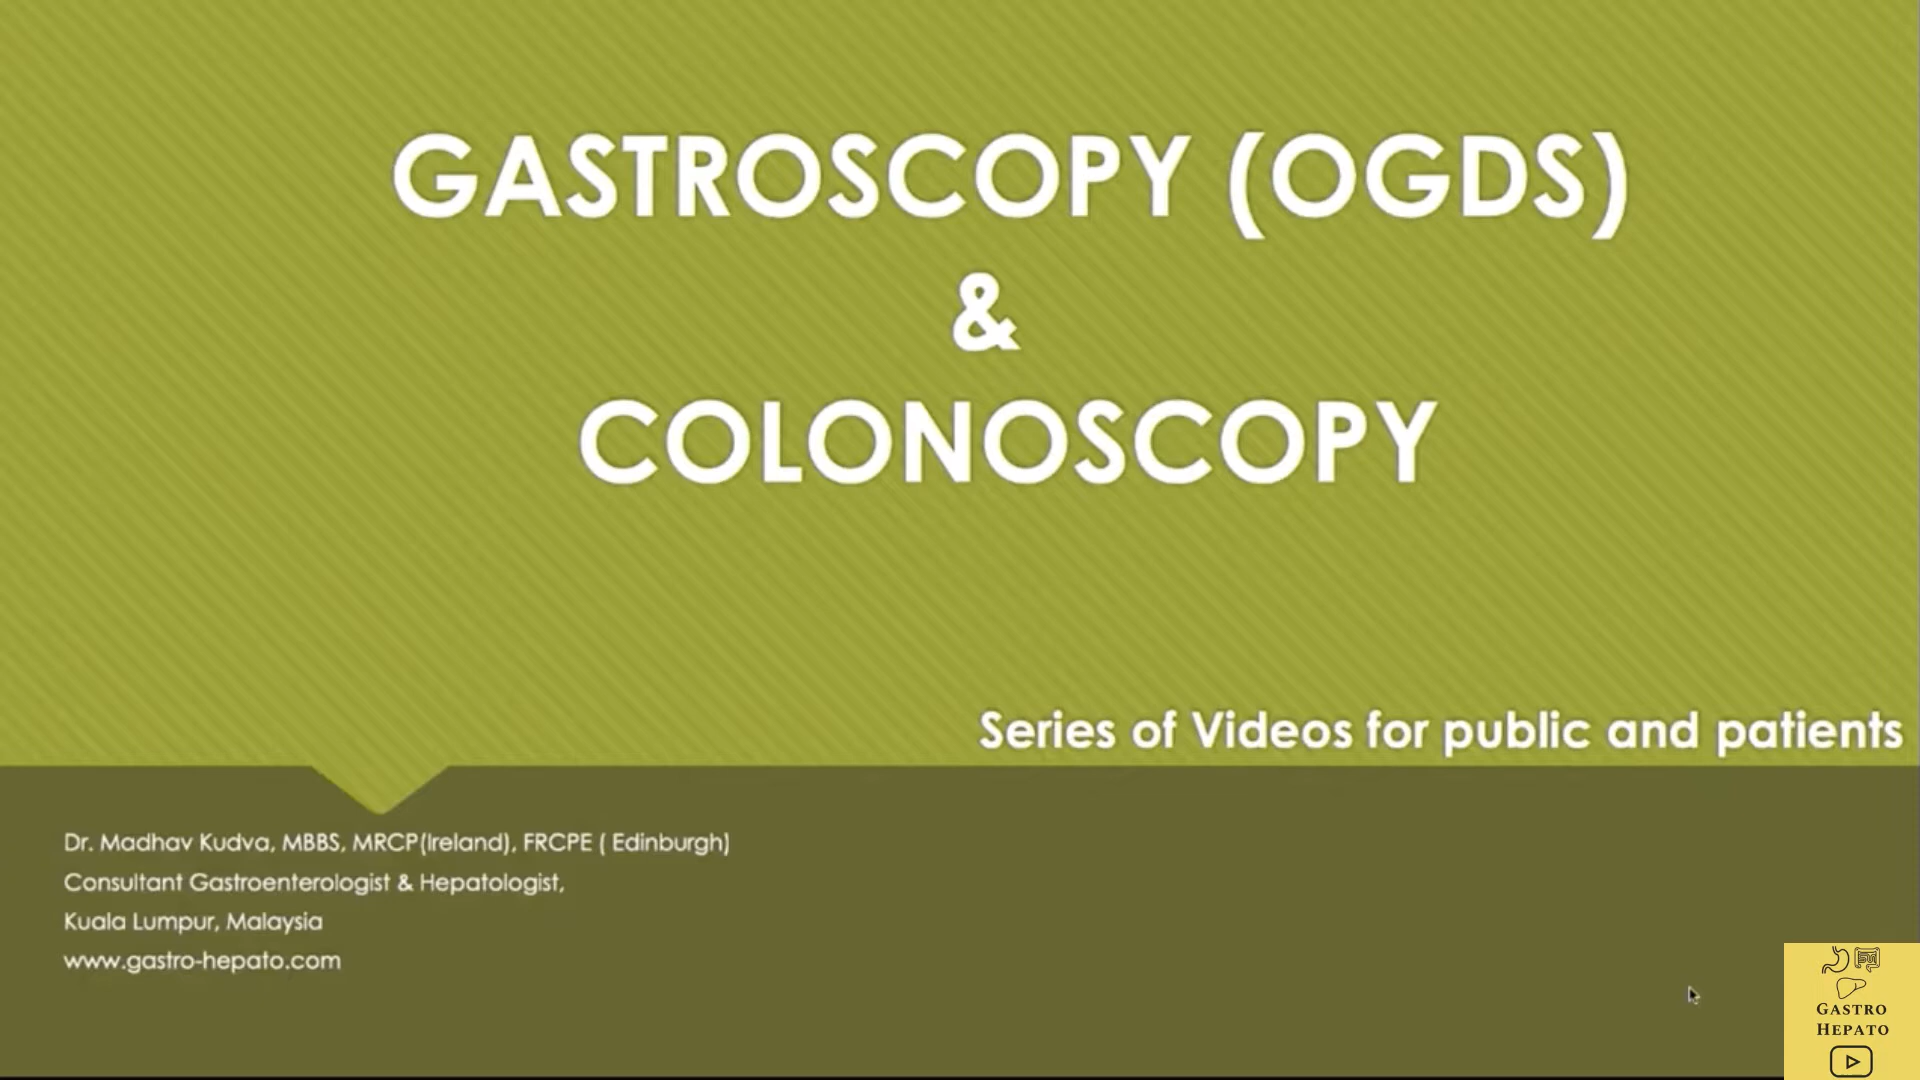 GASTROSCOPY (OGDS)
&
COLONOSCOPY
Series of Videos for public and patients
Dr. Madhav Kudva, MBBS, MRCP(Ireland), FRCPE ( Edinburgh)
Consultant Gastroenterologist & Hepatologist,
Kuala Lumpur, Malaysia
www.gastro-hepato.com
GASTRO
HEPATO